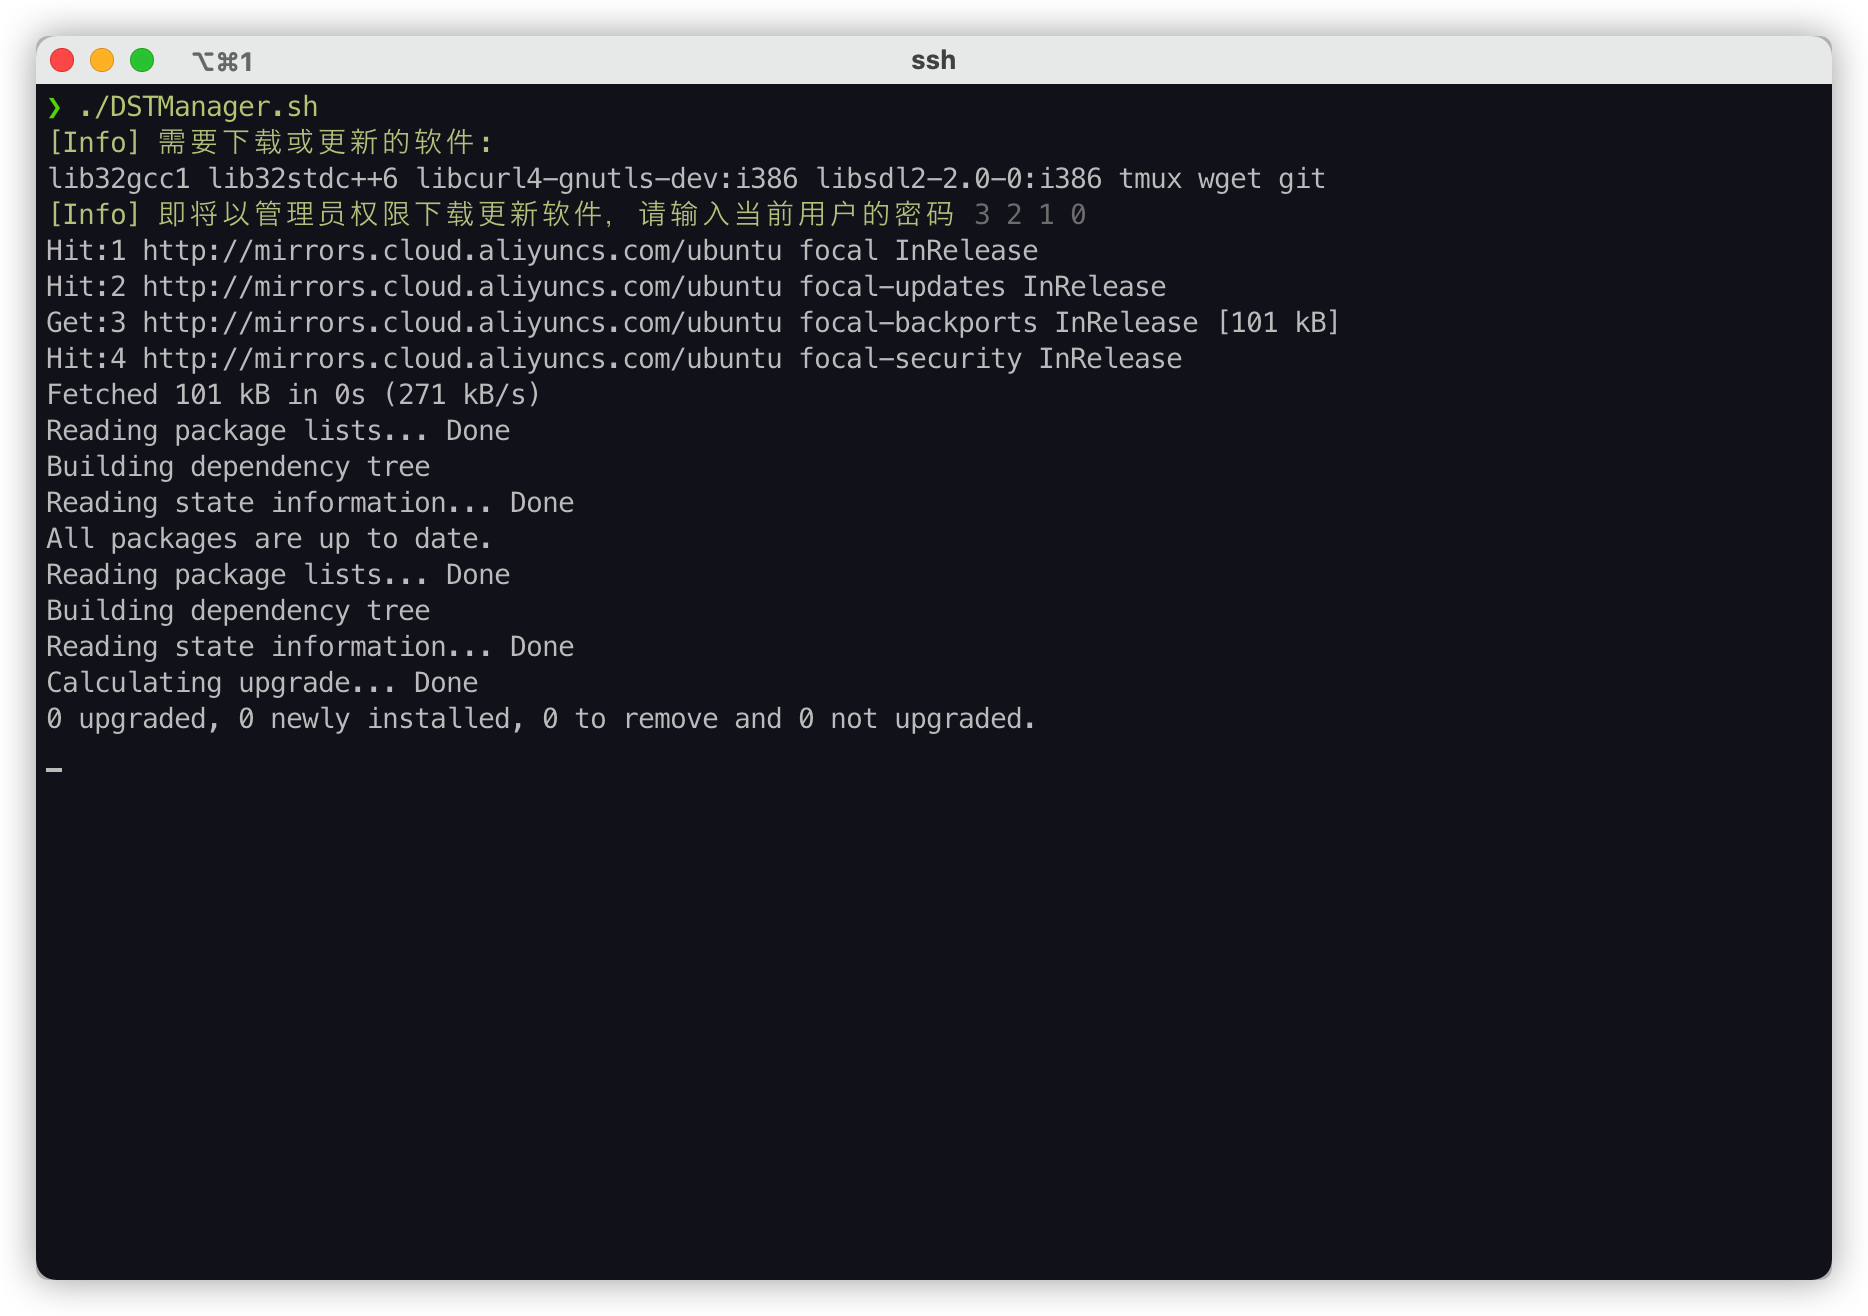 ⌥⌘1
ssh
❯ ./DSTManager.sh
[Info] 需要下载或更新的软件:
lib32gcc1 lib32stdc++6 libcurl4-gnutls-dev:i386 libsdl2-2.0-0:i386 tmux wget git
[Info] 即将以管理员权限下载更新软件, 请输入当前用户的密码 3 2 1 0
Hit:1 http://mirrors.cloud.aliyuncs.com/ubuntu focal InRelease
Hit:2 http://mirrors.cloud.aliyuncs.com/ubuntu focal-updates InRelease
Get:3 http://mirrors.cloud.aliyuncs.com/ubuntu focal-backports InRelease [101 kB]
Hit:4 http://mirrors.cloud.aliyuncs.com/ubuntu focal-security InRelease
Fetched 101 kB in 0s (271 kB/s)
Reading package lists... Done
Building dependency tree
Reading state information... Done
All packages are up to date.
Reading package lists... Done
Building dependency tree
Reading state information... Done
Calculating upgrade... Done
0 upgraded, 0 newly installed, 0 to remove and 0 not upgraded.